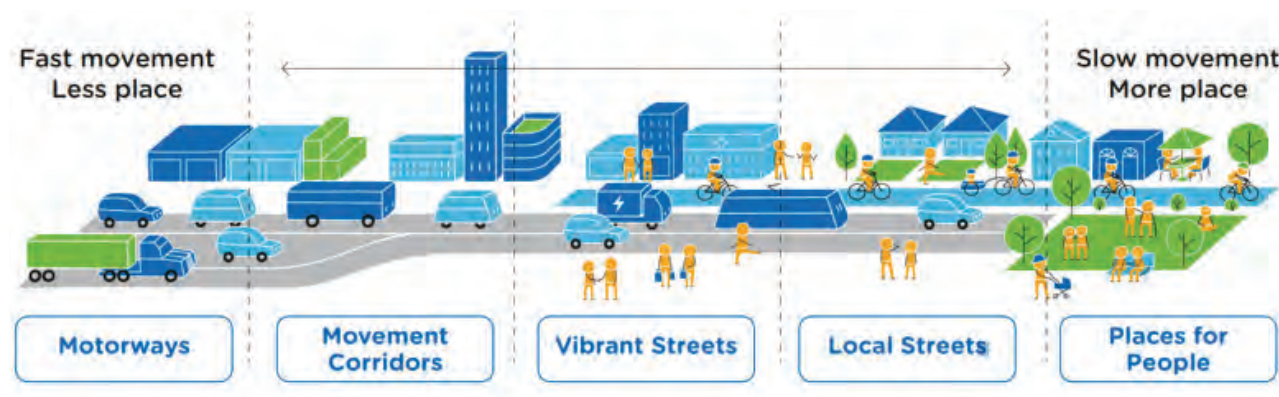 Fast movement
Less place
Slow movement
More place
Motorways
Movement
Corridors
Vibrant Streets
Local Streets
Places for
People